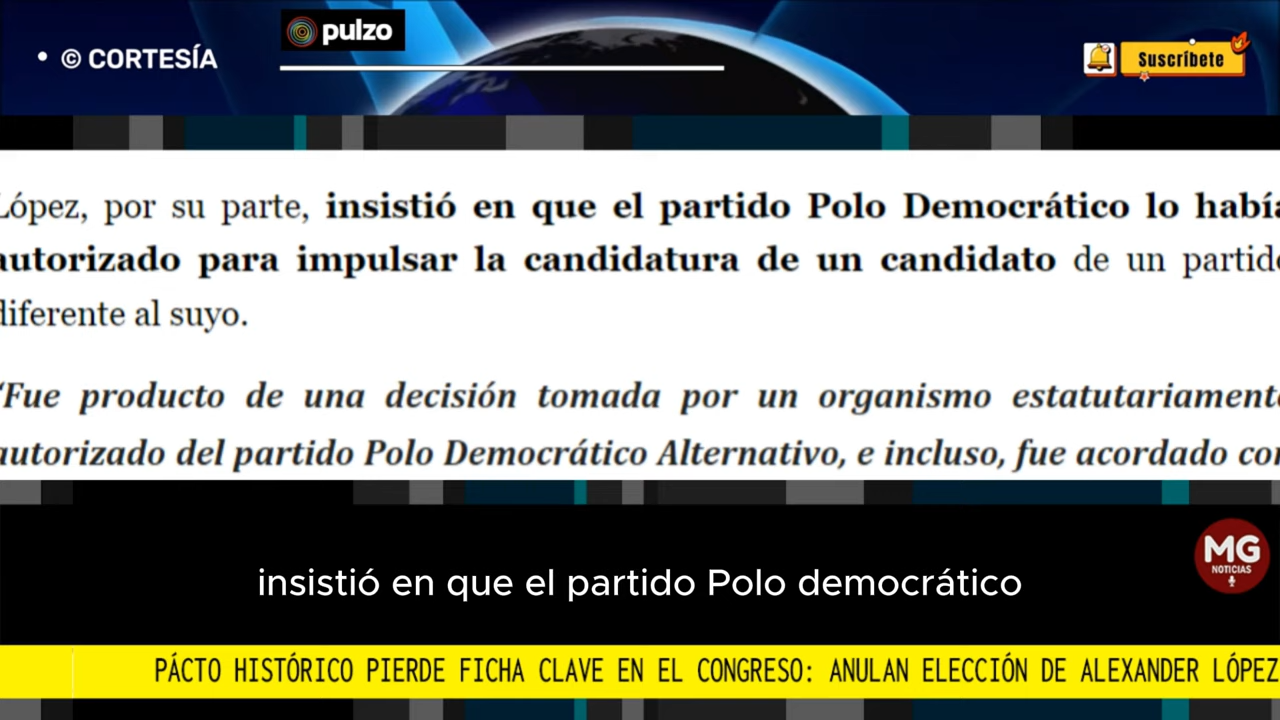 • © CORTESÍA
pulzo
Suscríbete
López, por su parte, insistió en que el partido Polo Democrático lo había
autorizado para impulsar la candidatura de un candidato de un partido
diferente al suyo.
“Fue producto de una decisión tomada por un organismo estatutariamente
autorizado del partido Polo Democrático Alternativo, e incluso, fue acordado con
insistió en que el partido Polo democrático
MG
NOTICIAS
PÁCTO HISTÓRICO PIERDE FICHA CLAVE EN EL CONGRESO: ANULAN ELECCIÓN DE ALEXANDER LÓPEZ